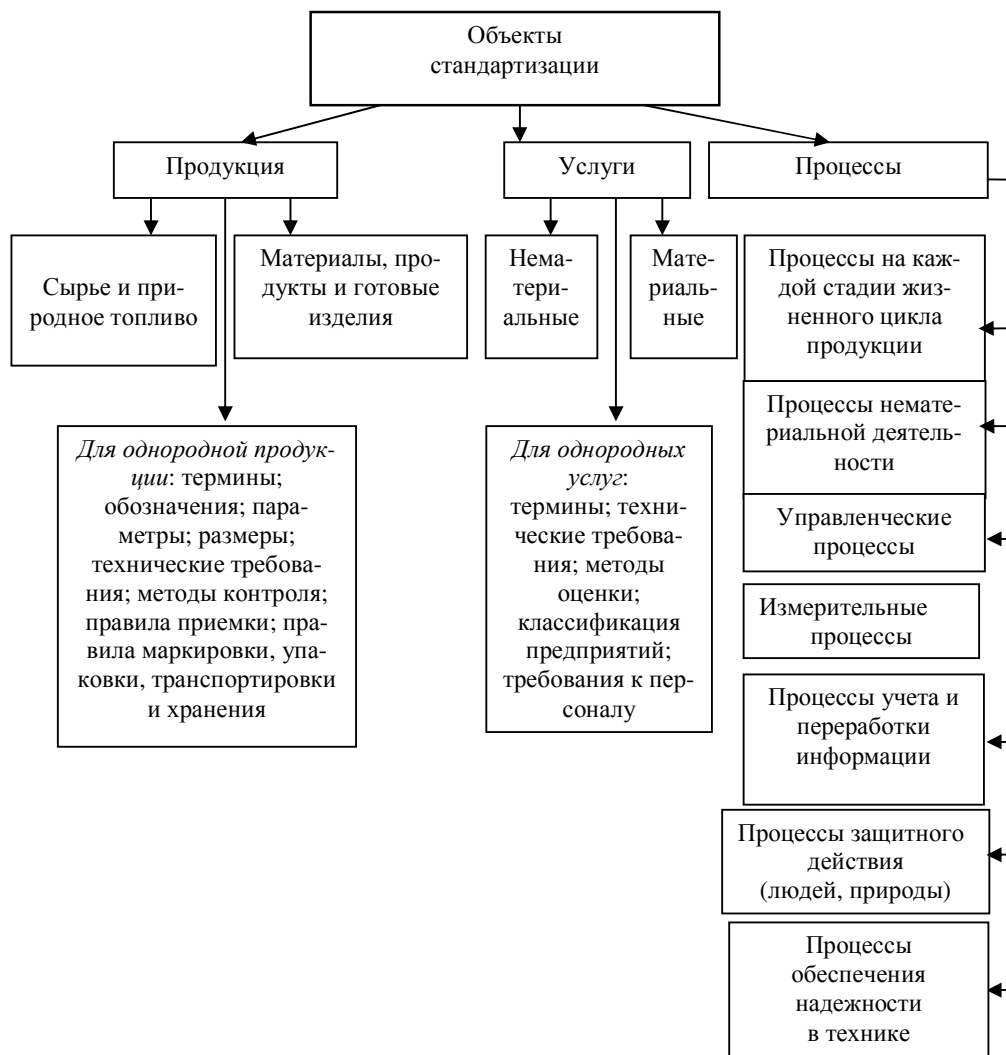 Объекты
стандартизации
Продукция
Услуги
Процессы
Сырье и при-
родное топливо
Материалы, про-
дукты и готовые
изделия
Нема-
тери-
альные
Мате-
риаль-
ные
Процессы на каж-
дой стадии жиз-
ненного цикла
продукции
Процессы немате-
риальной деятель-
ности
Управленческие
процессы
Измерительные
процессы
Процессы учета и
переработки
информации
Процессы защитного
действия
(людей, природы)
Процессы
обеспечения
надежности
в технике
Для однородной продук-
ции: термины;
обозначения; пара-
метры; размеры;
технические требова-
ния; методы контроля;
правила приемки; пра-
вила маркировки, упа-
ковки, транспортировки
и хранения
Для однородных
услуг:
термины; техни-
ческие требова-
ния; методы
оценки;
классификация
предприятий;
требования к пер-
соналу